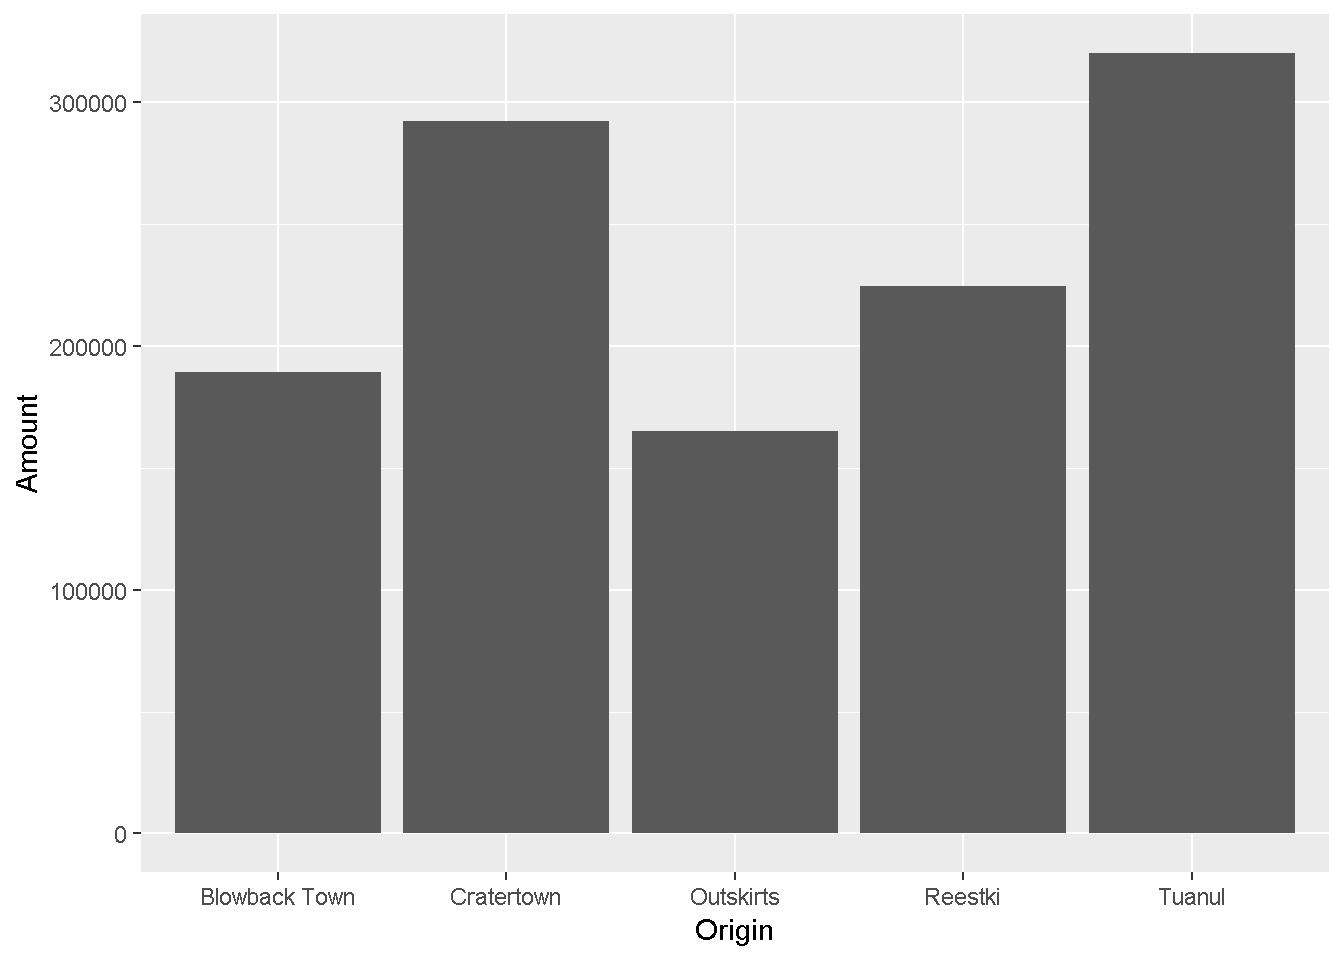 300000
200000
100000
0
Amount
Blowback Town
Cratertown
Outskirts
Reestki
Tuanul
Origin